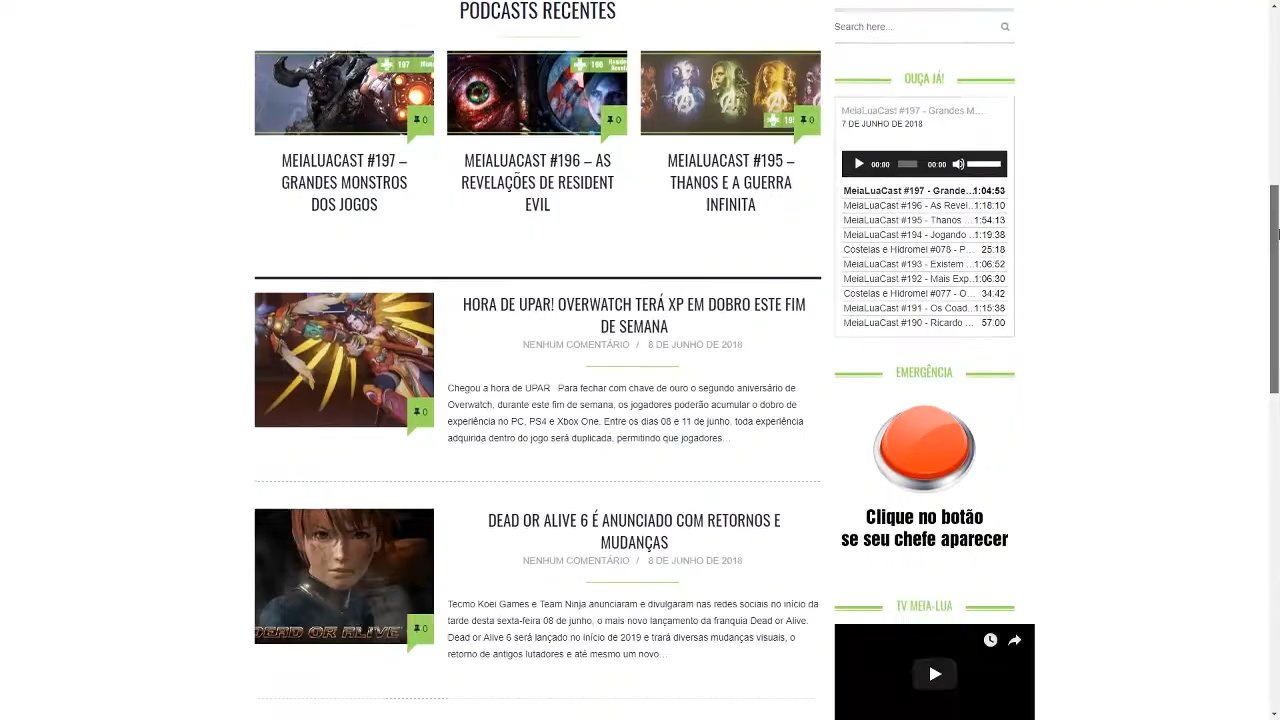 PODCASTS RECENTES
197
196
0
0
0
MEIALUACAST #197 –
GRANDES MONSTROS
DOS JOGOS
MEIALUACAST #196 – AS
REVELAÇÕES DE RESIDENT
EVIL
MEIALUACAST #195 –
THANOS E A GUERRA
INFINITA
HORA DE UPAR! OVERWATCH TERÁ XP EM DOBRO ESTE FIM
DE SEMANA
NENHUM COMENTÁRIO / 8 DE JUNHO DE 2018
Chegou a hora de UPAR Para fechar com chave de ouro o segundo aniversário de
Overwatch, durante este fim de semana, os jogadores poderão acumular o dobro de
experiência no PC, PS4 e Xbox One. Entre os dias 08 e 11 de junho, toda experiência
adquirida dentro do jogo será duplicada, permitindo que jogadores…
0
DEAD OR ALIVE 6 É ANUNCIADO COM RETORNOS E
MUDANÇAS
NENHUM COMENTÁRIO / 8 DE JUNHO DE 2018
Tecmo Koei Games e Team Ninja anunciaram e divulgaram nas redes sociais no início da
tarde desta sexta-feira 08 de junho, o mais novo lançamento da franquia Dead or Alive.
Dead or Alive 6 será lançado no início de 2019 e trará diversas mudanças visuais, o
retorno de antigos lutadores e até mesmo um novo…
DEAD OR ALIVE
0
Search here...
OUÇA JÁ!
MeiaLuaCast #197 - Grandes M....
7 DE JUNHO DE 2018
00:00 00:00
MeiaLuaCast #197 - Grande... 1:04:53
MeiaLuaCast #196 - As Revel... 1:18:10
MeiaLuaCast #195 - Thanos ... 1:54:13
MeiaLuaCast #194 - Jogando ... 1:19:38
Costelas e Hidromel #078 - P... 25:18
MeiaLuaCast #193 - Existem ... 1:06:52
MeiaLuaCast #192 - Mais Exp... 1:06:30
Costelas e Hidromel #077 - O... 34:42
MeiaLuaCast #191 - Os Coad... 1:15:38
MeiaLuaCast #190 - Ricardo ... 57:00
EMERGÊNCIA
Clique no botão
se seu chefe aparecer
TV MEIA-LUA